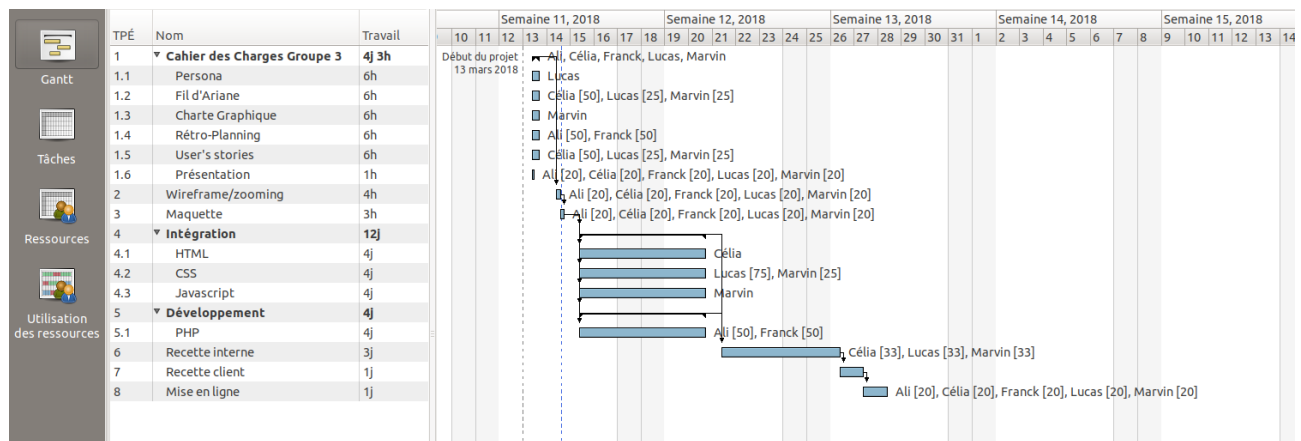 Semaine 11, 2018 Semaine 12, 2018 Semaine 13, 2018 Semaine 14, 2018 Semaine 15, 2018
TPÉ Nom Travail 10 11 12 13 14 15 16 17 18 19 20 21 22 23 24 25 26 27 28 29 30 31 1 2 3 4 5 6 7 8 9 10 11 12 13 14
1 Cahier des Charges Groupe 3 4j 3h Début du projet Ali, Célia, Franck, Lucas, Marvin
13 mars 2018
1.1 Persona 6h Lucas
Gantt
1.2 Fil d'Ariane 6h Célia [50], Lucas [25], Marvin [25]
1.3 Charte Graphique 6h Marvin
1.4 Rétro-Planning 6h Ali [50], Franck [50]
1.5 User's stories 6h Célia [50], Lucas [25], Marvin [25]
Tâches
1.6 Présentation 1h Ali [20], Célia [20], Franck [20], Lucas [20], Marvin [20]
2 Wireframe/zooming 4h Ali [20], Célia [20], Franck [20], Lucas [20], Marvin [20]
3 Maquette 3h Ali [20], Célia [20], Franck [20], Lucas [20], Marvin [20]
4 Intégration 12j
Ressources
4.1 HTML 4j Célia
4.2 CSS 4j Lucas [75], Marvin [25]
4.3 Javascript 4j Marvin
5 Développement 4j
Utilisation
des ressources
5.1 PHP 4j Ali [50], Franck [50]
6 Recette interne 3j Célia [33], Lucas [33], Marvin [33]
7 Recette client 1j
8 Mise en ligne 1j Ali [20], Célia [20], Franck [20], Lucas [20], Marvin [20]